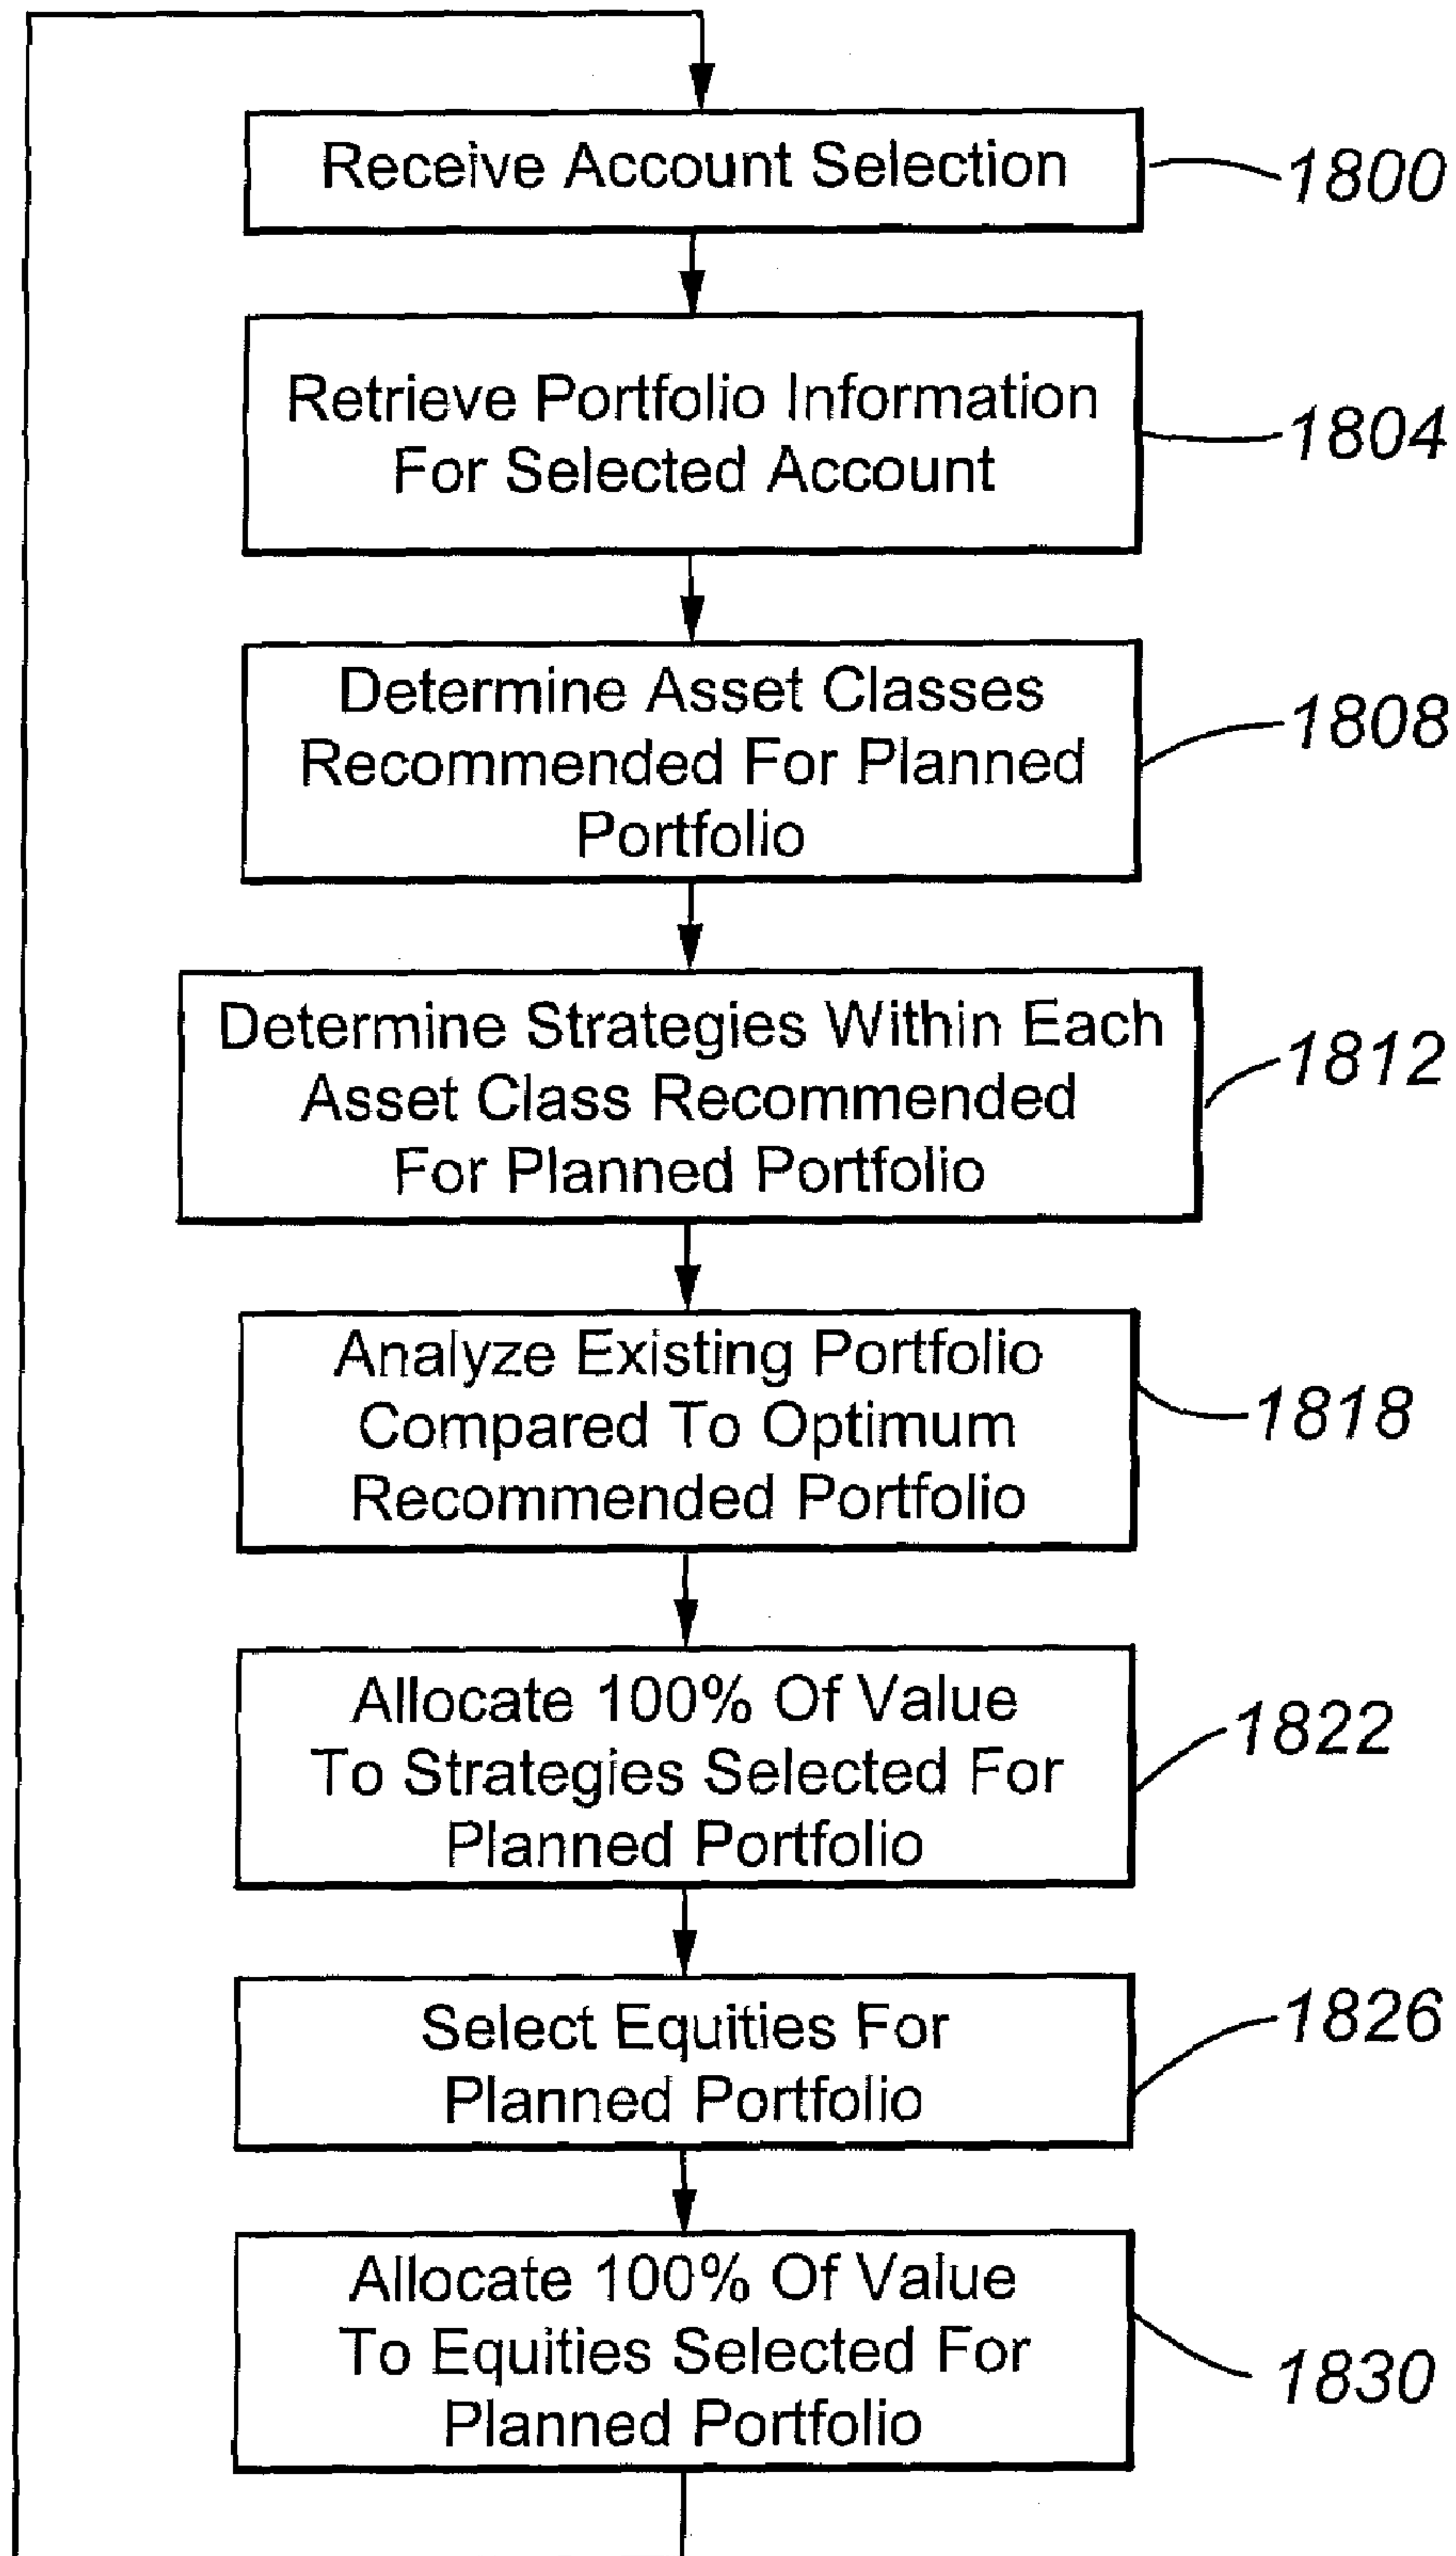 Receive Account Selection
1800
Retrieve Portfolio Information
For Selected Account
1804
Determine Asset Classes
Recommended For Planned
Portfolio
1808
Determine Strategies Within Each
Asset Class Recommended
For Planned Portfolio
1812
Analyze Existing Portfolio
Compared To Optimum
Recommended Portfolio
1818
Allocate 100% Of Value
To Strategies Selected For
Planned Portfolio
1822
Select Equities For
Planned Portfolio
1826
Allocate 100% Of Value
To Equities Selected For
Planned Portfolio
1830